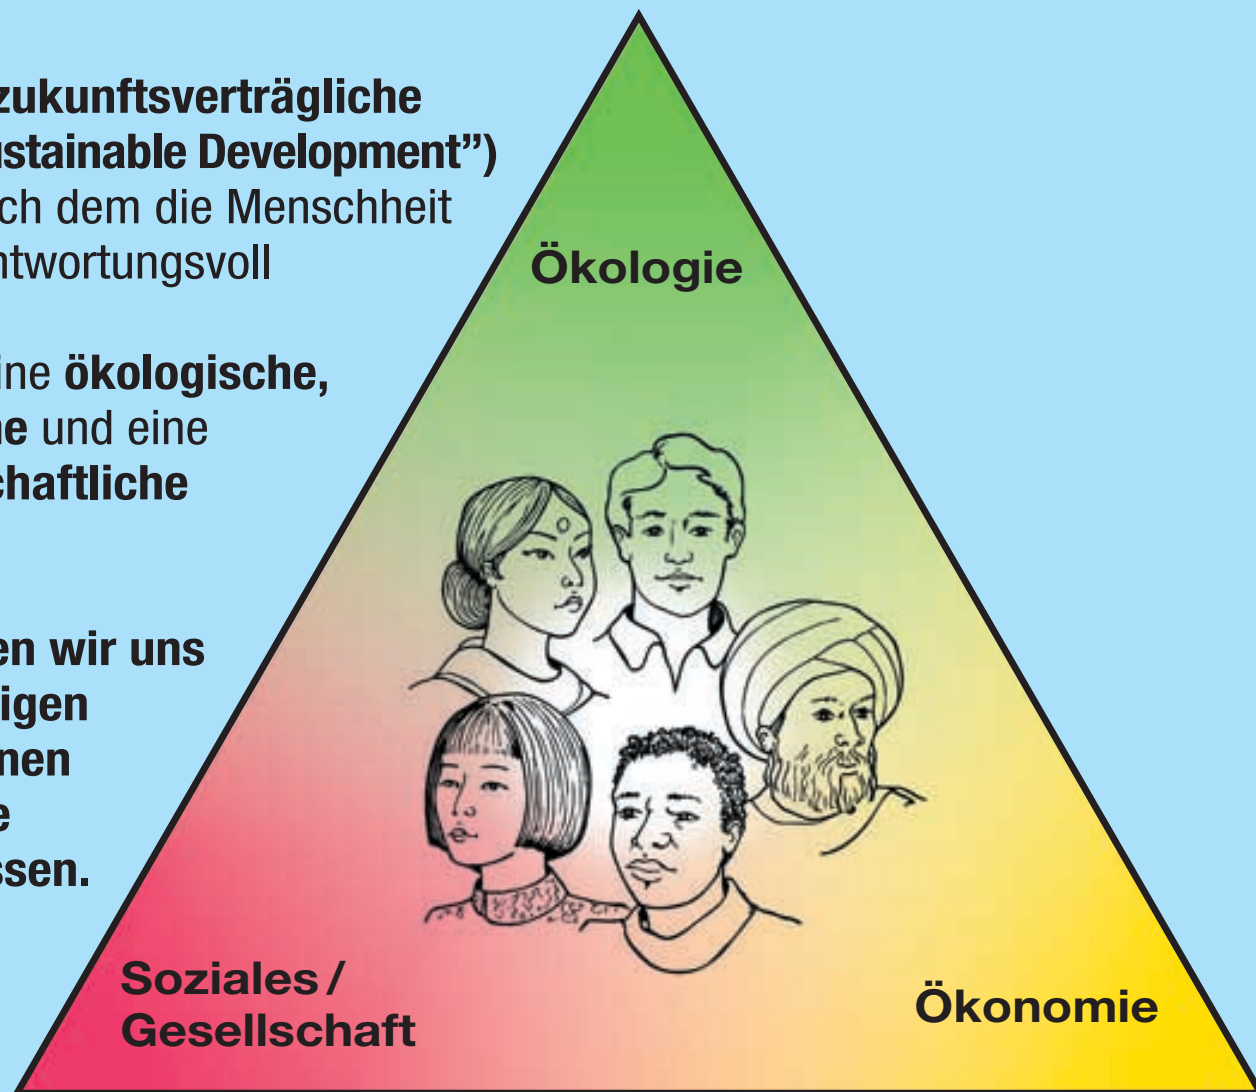 zukunftsverträgliche
ustainable Development”)
ch dem die Menschheit
ntwortungsvoll
ine ökologische,
ne und eine
chaftliche
en wir uns
igen
nen
e
ssen.
Ökologie
Soziales /
Gesellschaft
Ökonomie